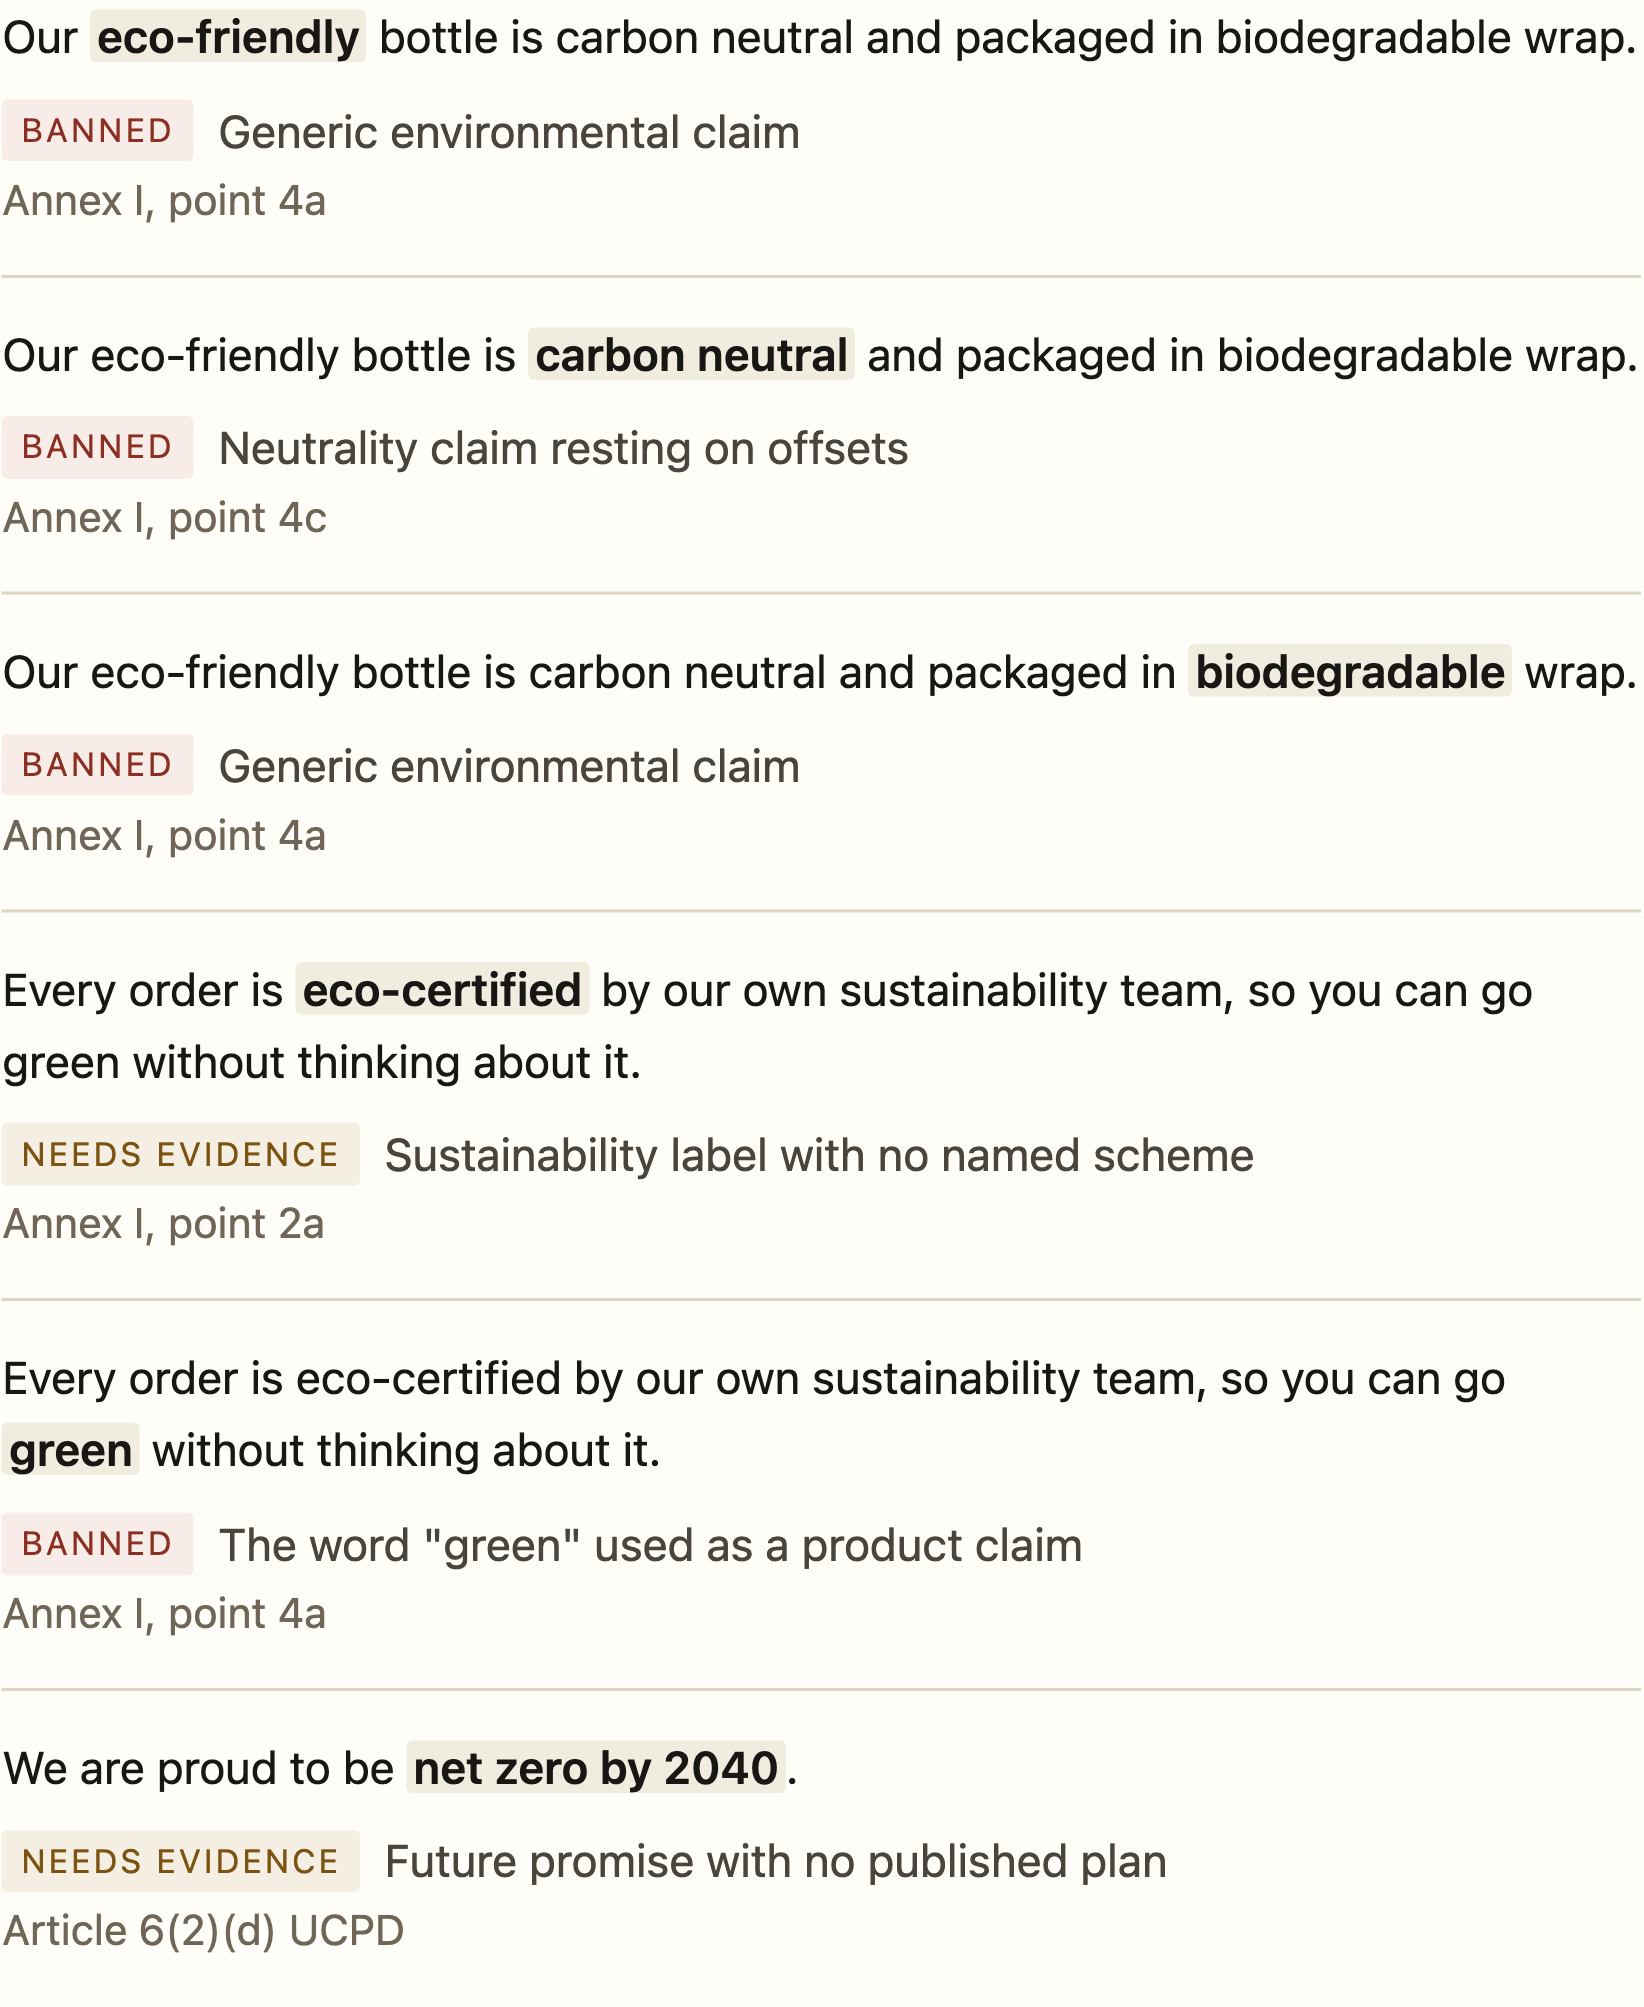 Our eco-friendly bottle is carbon neutral and packaged in biodegradable wrap.
BANNED Generic environmental claim
Annex I, point 4a
Our eco-friendly bottle is carbon neutral and packaged in biodegradable wrap.
BANNED Neutrality claim resting on offsets
Annex I, point 4c
Our eco-friendly bottle is carbon neutral and packaged in biodegradable wrap.
BANNED Generic environmental claim
Annex I, point 4a
Every order is eco-certified by our own sustainability team, so you can go
green without thinking about it.
NEEDS EVIDENCE Sustainability label with no named scheme
Annex I, point 2a
Every order is eco-certified by our own sustainability team, so you can go
green without thinking about it.
BANNED The word "green" used as a product claim
Annex I, point 4a
We are proud to be net zero by 2040.
NEEDS EVIDENCE Future promise with no published plan
Article 6(2)(d) UCPD